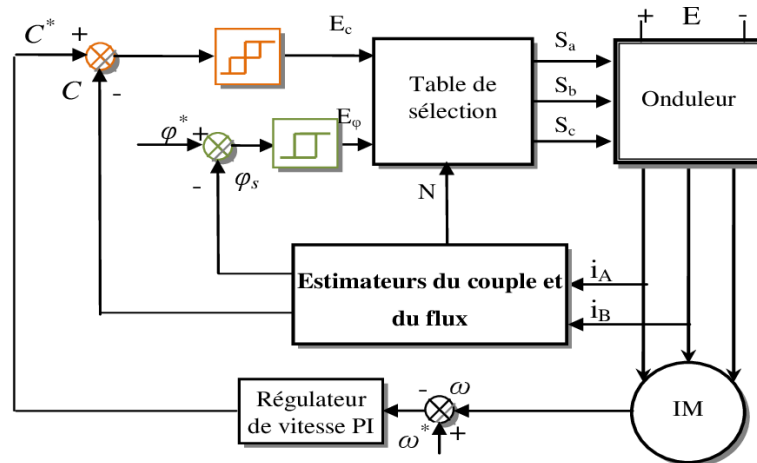 C* +
E_c
S_a
+ E -
C
-
Table de
sélection
S_b
Onduleur
φ* +
E_φ
S_c
-
φ_s
N
Estimateurs du couple et
du flux
i_A
i_B
Régulateur
de vitesse PI
-
ω
ω* +
IM